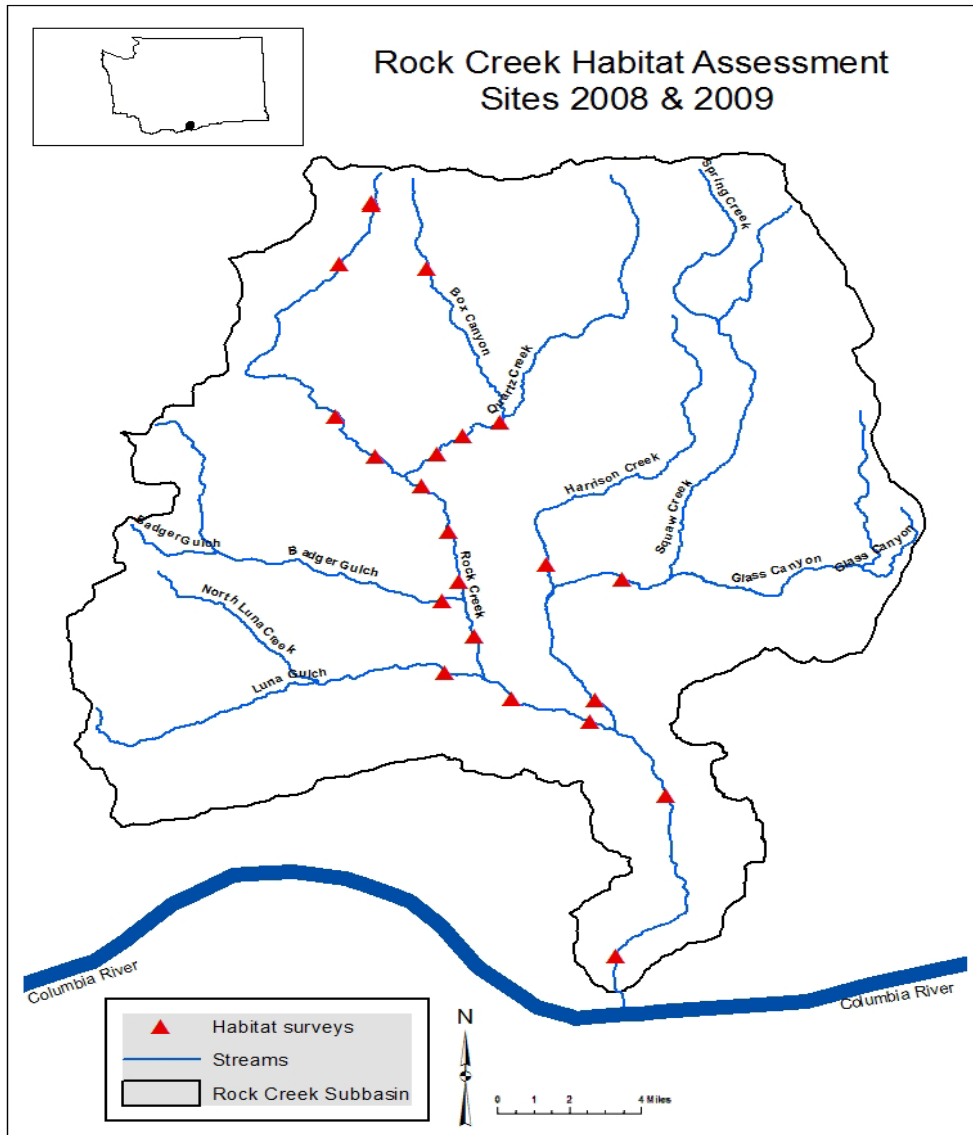 Rock Creek Habitat Assessment
Sites 2008 & 2009
Spring Creek
Box Canyon
Quartz Creek
Harrison Creek
Squaw Creek
Badger Gulch
Badger Gulch
Rock Creek
Glass Canyon
Glass Canyon
North Luna Creek
Luna Gulch
Columbia River
Columbia River
Habitat surveys
Streams
Rock Creek Subbasin
N
0 1 2 4 Miles